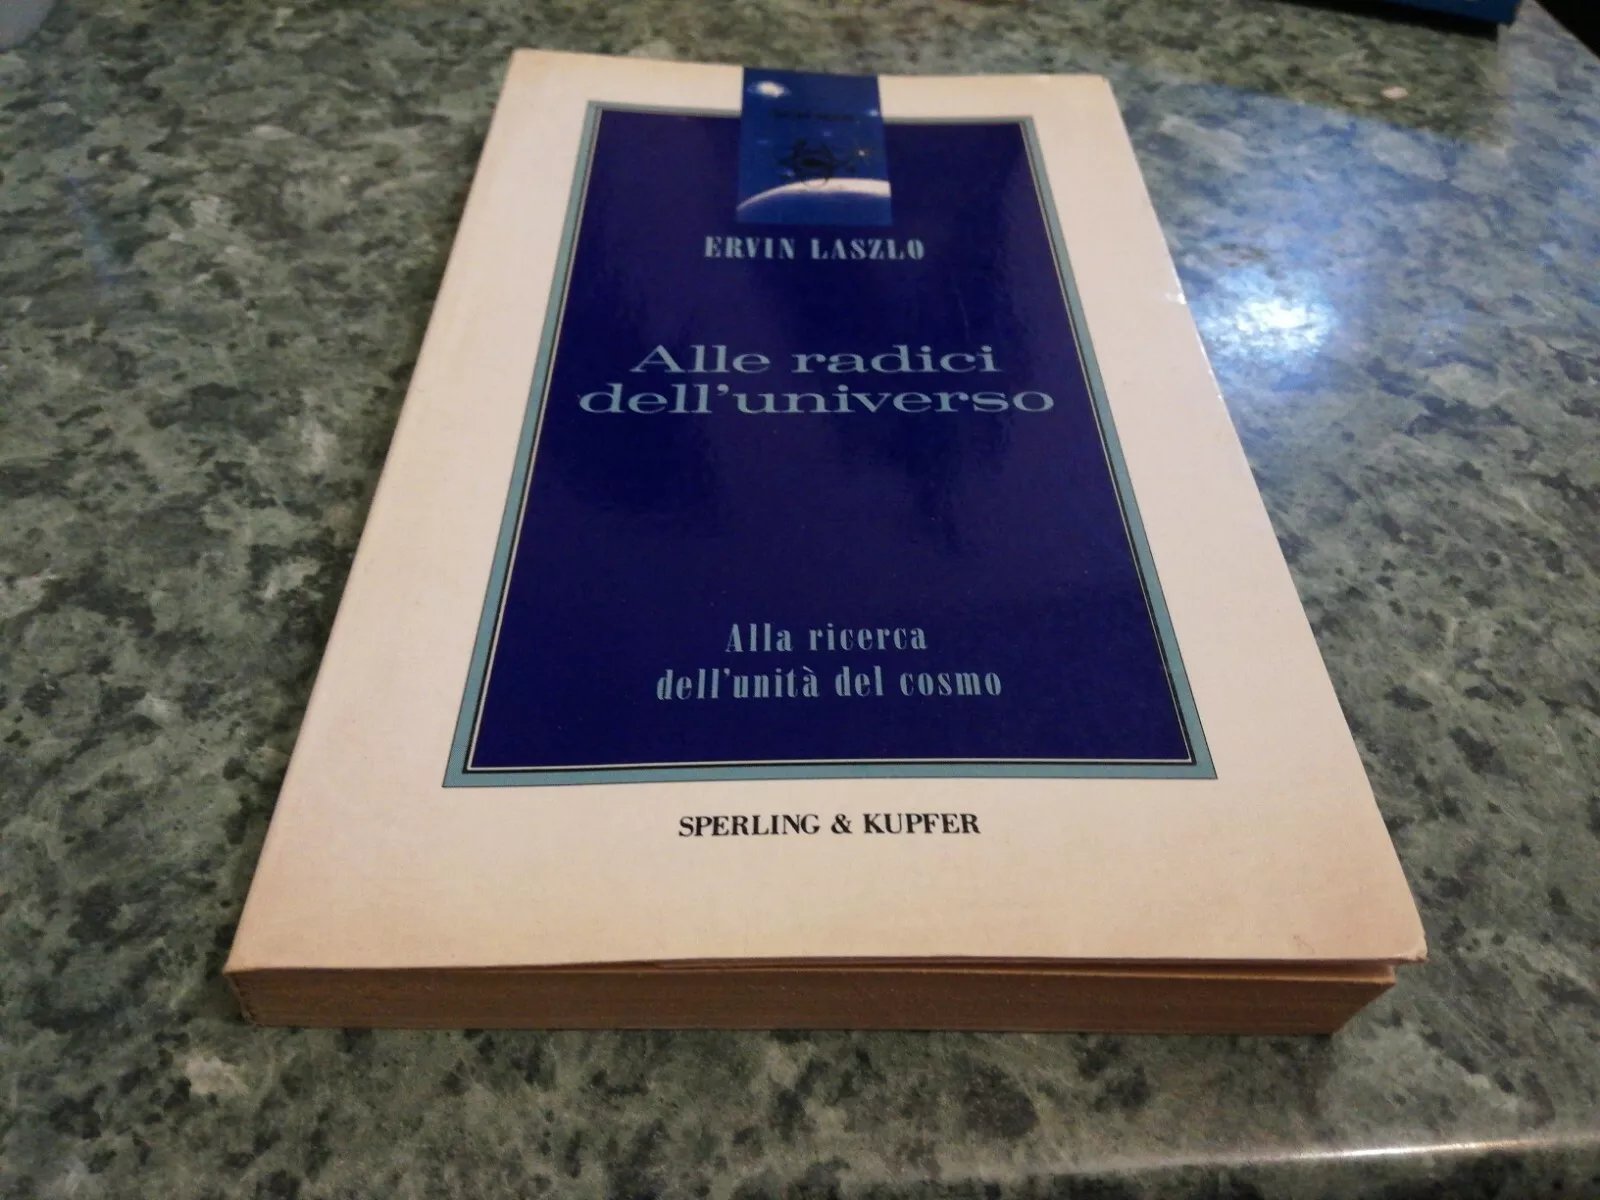 ERVIN LASZLO
Alle radici
dell'universo
Alla ricerca
dell'unità del cosmo
SPERLING & KUPFER